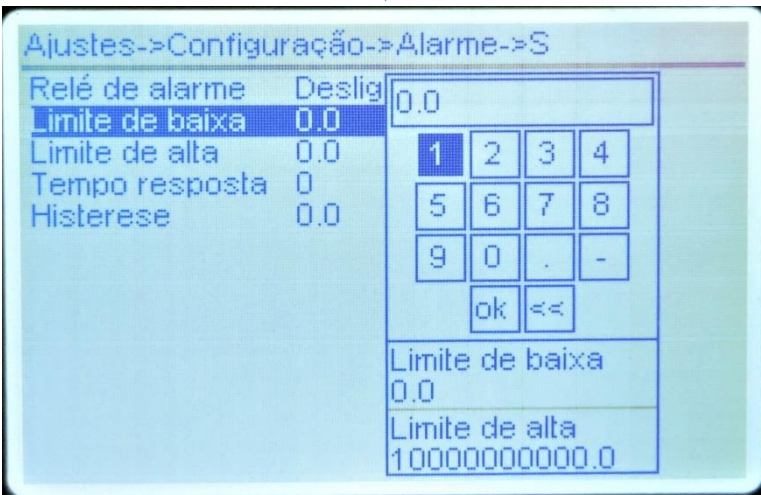 Ajustes->Configuração->Alarme->S
Relé de alarme Deslig
Limite de baixa 0.0
Limite de alta 0.0
Tempo resposta 0
Histerese 0.0
0.0
1 2 3 4
5 6 7 8
9 0 . -
ok <<
Limite de baixa
0.0
Limite de alta
10000000000.0